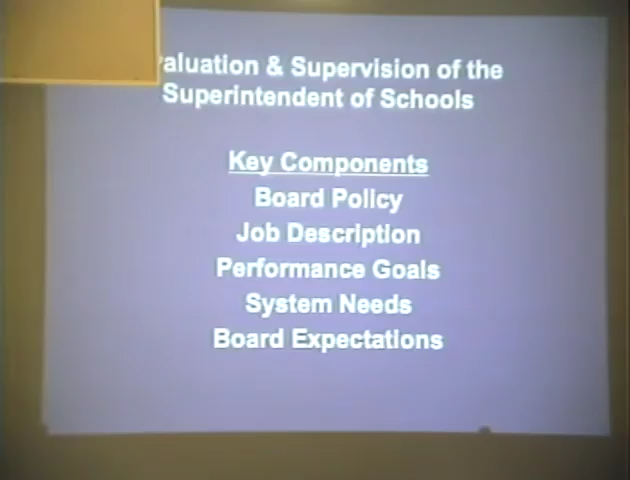 aluation & Supervision of the
Superintendent of Schools
Key Components
Board Policy
Job Description
Performance Goals
System Needs
Board Expectations